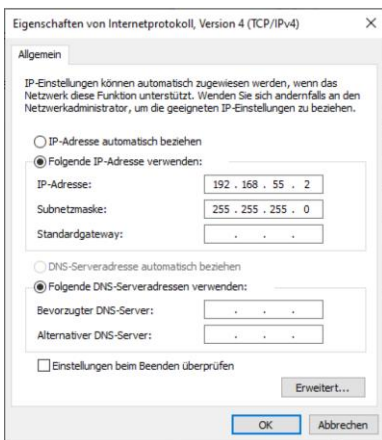 Eigenschaften von Internetprotokoll, Version 4 (TCP/IPv4)
Allgemein
IP-Einstellungen können automatisch zugewiesen werden, wenn das
Netzwerk diese Funktion unterstützt. Wenden Sie sich andernfalls an den
Netzwerkadministrator, um die geeigneten IP-Einstellungen zu beziehen.
IP-Adresse automatisch beziehen
Folgende IP-Adresse verwenden:
IP-Adresse: 192 . 168 . 55 . 2
Subnetzmaske: 255 . 255 . 255 . 0
Standardgateway: . . .
DNS-Serveradresse automatisch beziehen
Folgende DNS-Serveradressen verwenden:
Bevorzugter DNS-Server: . . .
Alternativer DNS-Server: . . .
Einstellungen beim Beenden überprüfen
Erweitert...
OK Abbrechen